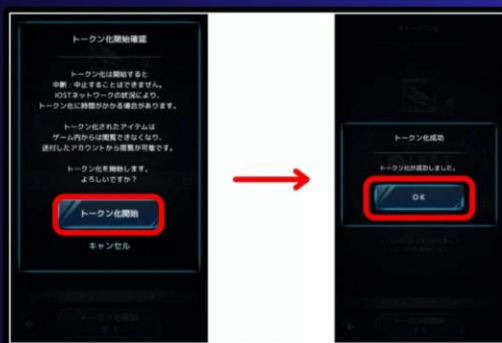 トークン化開始確認
トークン化は開始すると
中断・中止することはできません。
IOSTネットワークの状況により、
トークン化に時間がかかる場合があります。
トークン化されたアイテムは
ゲーム内からは閲覧できなくなり、
送付したアカウントから閲覧が可能です。
トークン化を開始します。
よろしいですか？
トークン化開始
キャンセル
トークン化成功
トークン化が成功しました。
OK